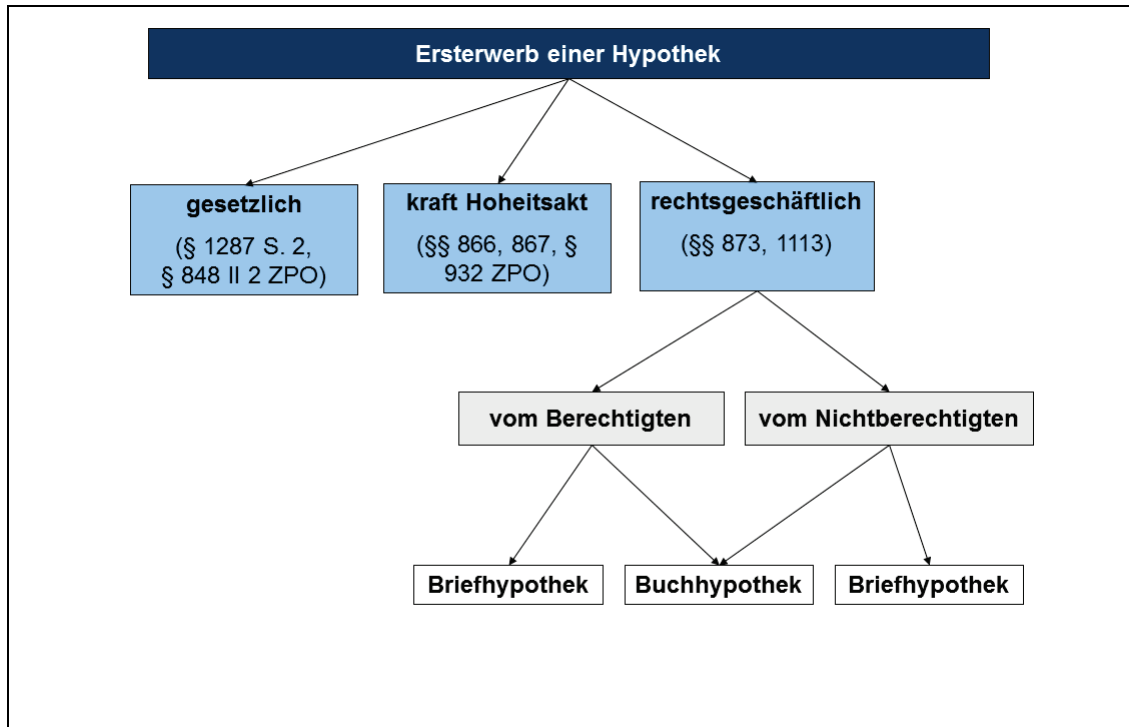 Ersterwerb einer Hypothek
gesetzlich
(§ 1287 S. 2,
§ 848 II 2 ZPO)
kraft Hoheitsakt
(§§ 866, 867, §
932 ZPO)
rechtsgeschäftlich
(§§ 873, 1113)
vom Berechtigten
vom Nichtberechtigten
Briefhypothek
Buchhypothek
Briefhypothek